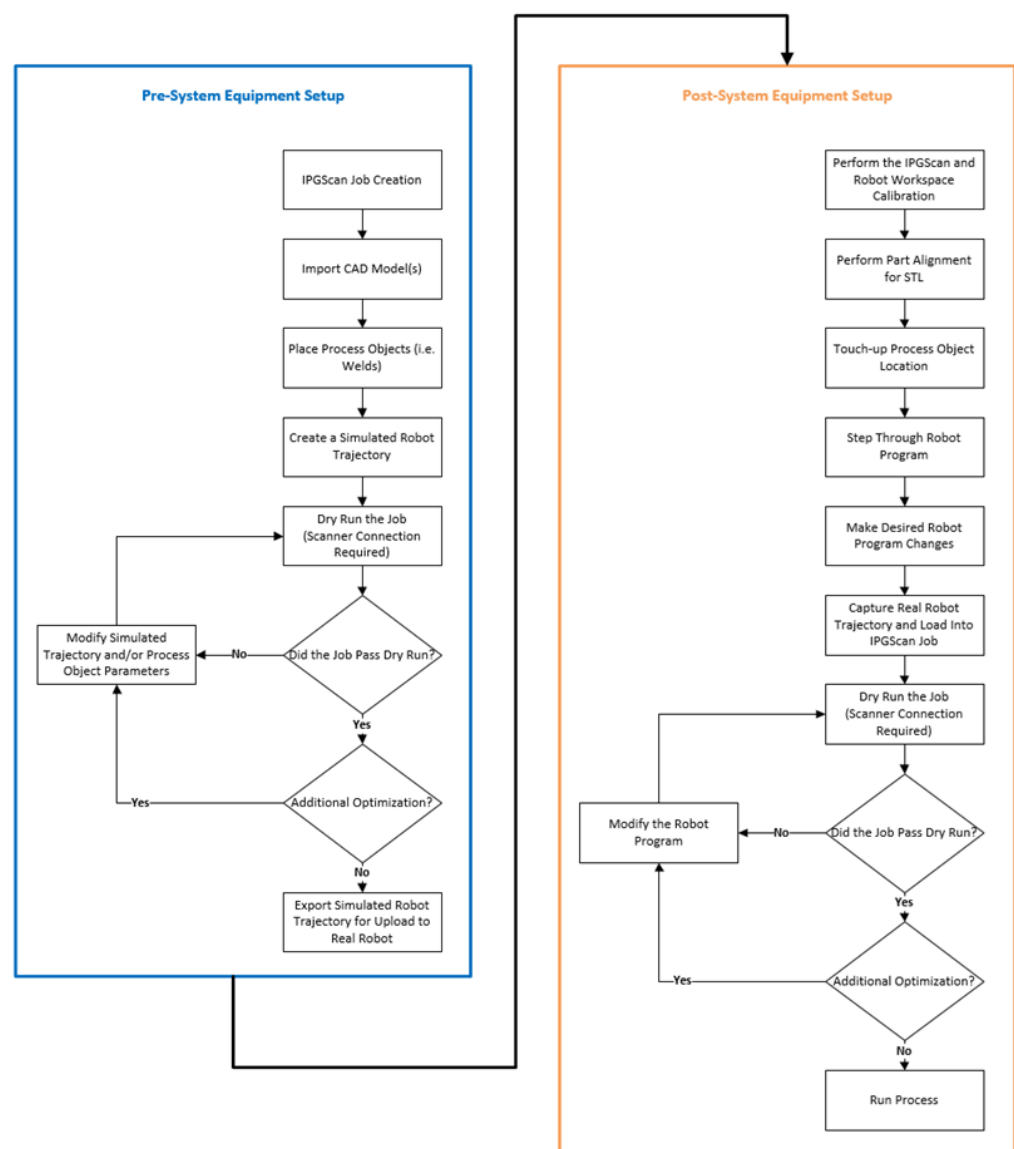 Pre-System Equipment Setup
IPGScan Job Creation
Import CAD Model(s)
Place Process Objects (i.e.
Welds)
Create a Simulated Robot
Trajectory
Dry Run the Job
(Scanner Connection
Required)
Modify Simulated
Trajectory and/or Process
Object Parameters
No
Did the Job Pass Dry Run?
Yes
Yes
Additional Optimization?
No
Export Simulated Robot
Trajectory for Upload to
Real Robot
Post-System Equipment Setup
Perform the IPGScan and
Robot Workspace
Calibration
Perform Part Alignment
for STL
Touch-up Process Object
Location
Step Through Robot
Program
Make Desired Robot
Program Changes
Capture Real Robot
Trajectory and Load Into
IPGScan Job
Dry Run the Job
(Scanner Connection
Required)
Modify the Robot
Program
No
Did the Job Pass Dry Run?
Yes
Yes
Additional Optimization?
No
Run Process